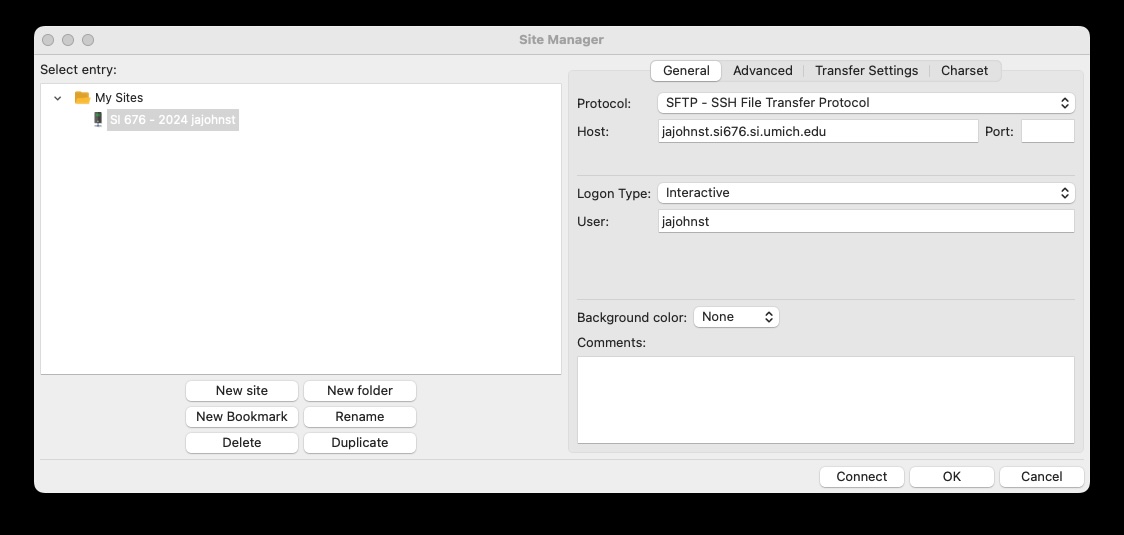 Site Manager
Select entry:
My Sites
SI 676 - 2024 jajohnst
New site
New folder
New Bookmark
Rename
Delete
Duplicate
General
Advanced
Transfer Settings
Charset
Protocol:
SFTP - SSH File Transfer Protocol
Host:
jajohnst.si676.si.umich.edu
Port:
Logon Type:
Interactive
User:
jajohnst
Background color:
None
Comments:
Connect
OK
Cancel